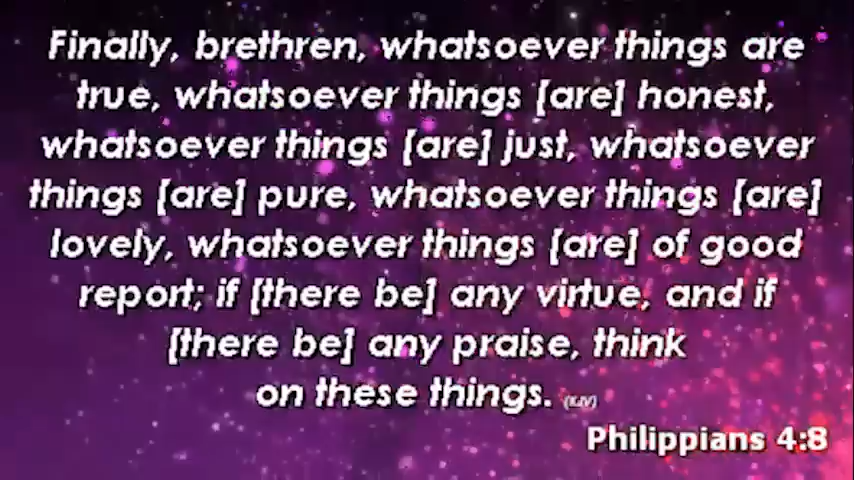 Finally, brethren, whatsoever things are
true, whatsoever things [are] honest,
whatsoever things [are] just, whatsoever
things [are] pure, whatsoever things [are]
lovely, whatsoever things [are] of good
report; if [there be] any virtue, and if
[there be] any praise, think
on these things. (KJV)
Philippians 4:8